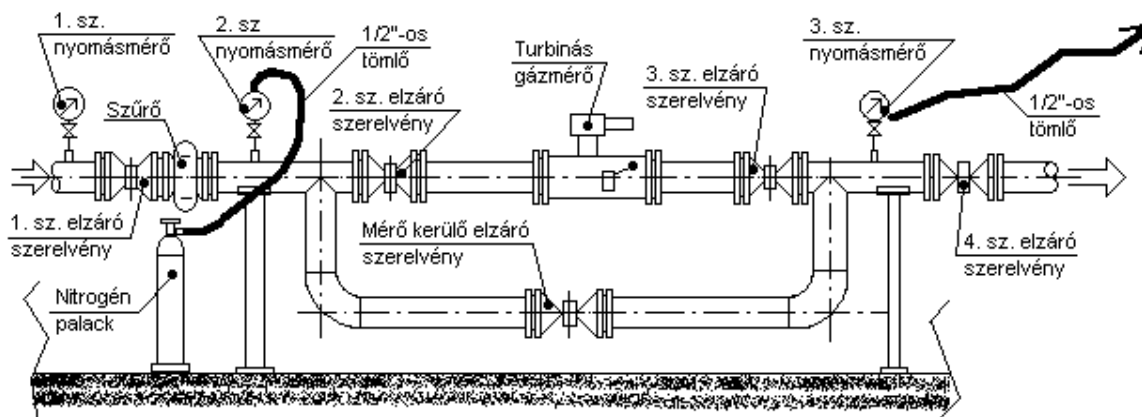 1. sz.
nyomásmérő
2. sz
nyomásmérő
1/2"-os
tömlő
Turbinás
gázmérő
3. sz.
nyomásmérő
Szűrő
2. sz. elzáró
szerelvény
3. sz. elzáró
szerelvény
1/2"-os
tömlő
1. sz. elzáró
szerelvény
Mérő kerülő elzáró
szerelvény
4. sz. elzáró
szerelvény
Nitrogén
palack